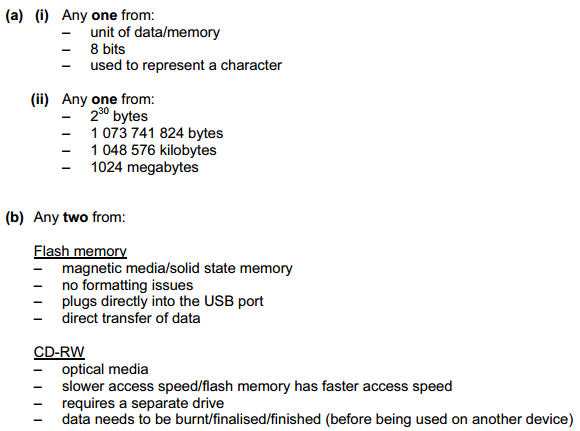 (a) (i) Any one from:
– unit of data/memory
– 8 bits
– used to represent a character
(ii) Any one from:
– 2³⁰ bytes
– 1 073 741 824 bytes
– 1 048 576 kilobytes
– 1024 megabytes
(b) Any two from:
Flash memory
– magnetic media/solid state memory
– no formatting issues
– plugs directly into the USB port
– direct transfer of data
CD-RW
– optical media
– slower access speed/flash memory has faster access speed
– requires a separate drive
– data needs to be burnt/finalised/finished (before being used on another device)